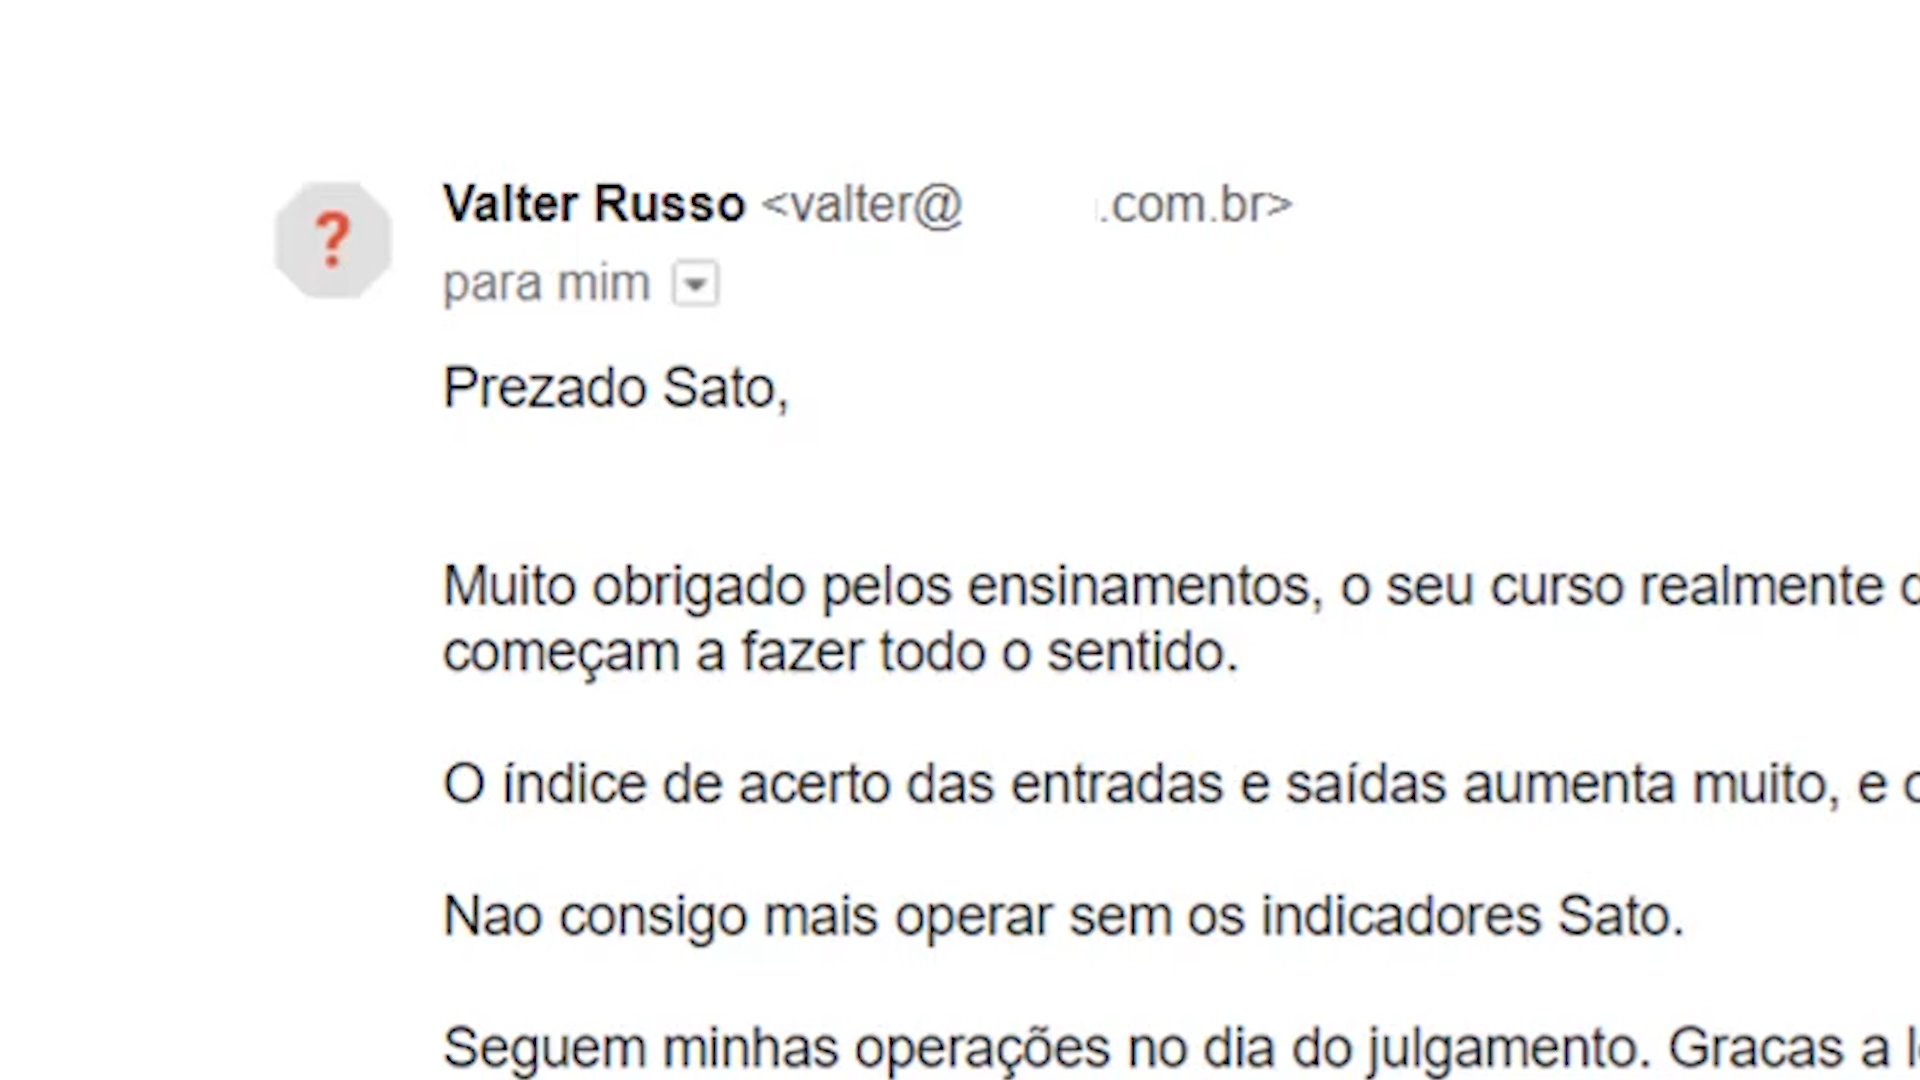 Valter Russo <valter@ .com.br>
para mim
Prezado Sato,
Muito obrigado pelos ensinamentos, o seu curso realmente
começam a fazer todo o sentido.
O índice de acerto das entradas e saídas aumenta muito, e
Nao consigo mais operar sem os indicadores Sato.
Seguem minhas operações no dia do julgamento. Gracas a